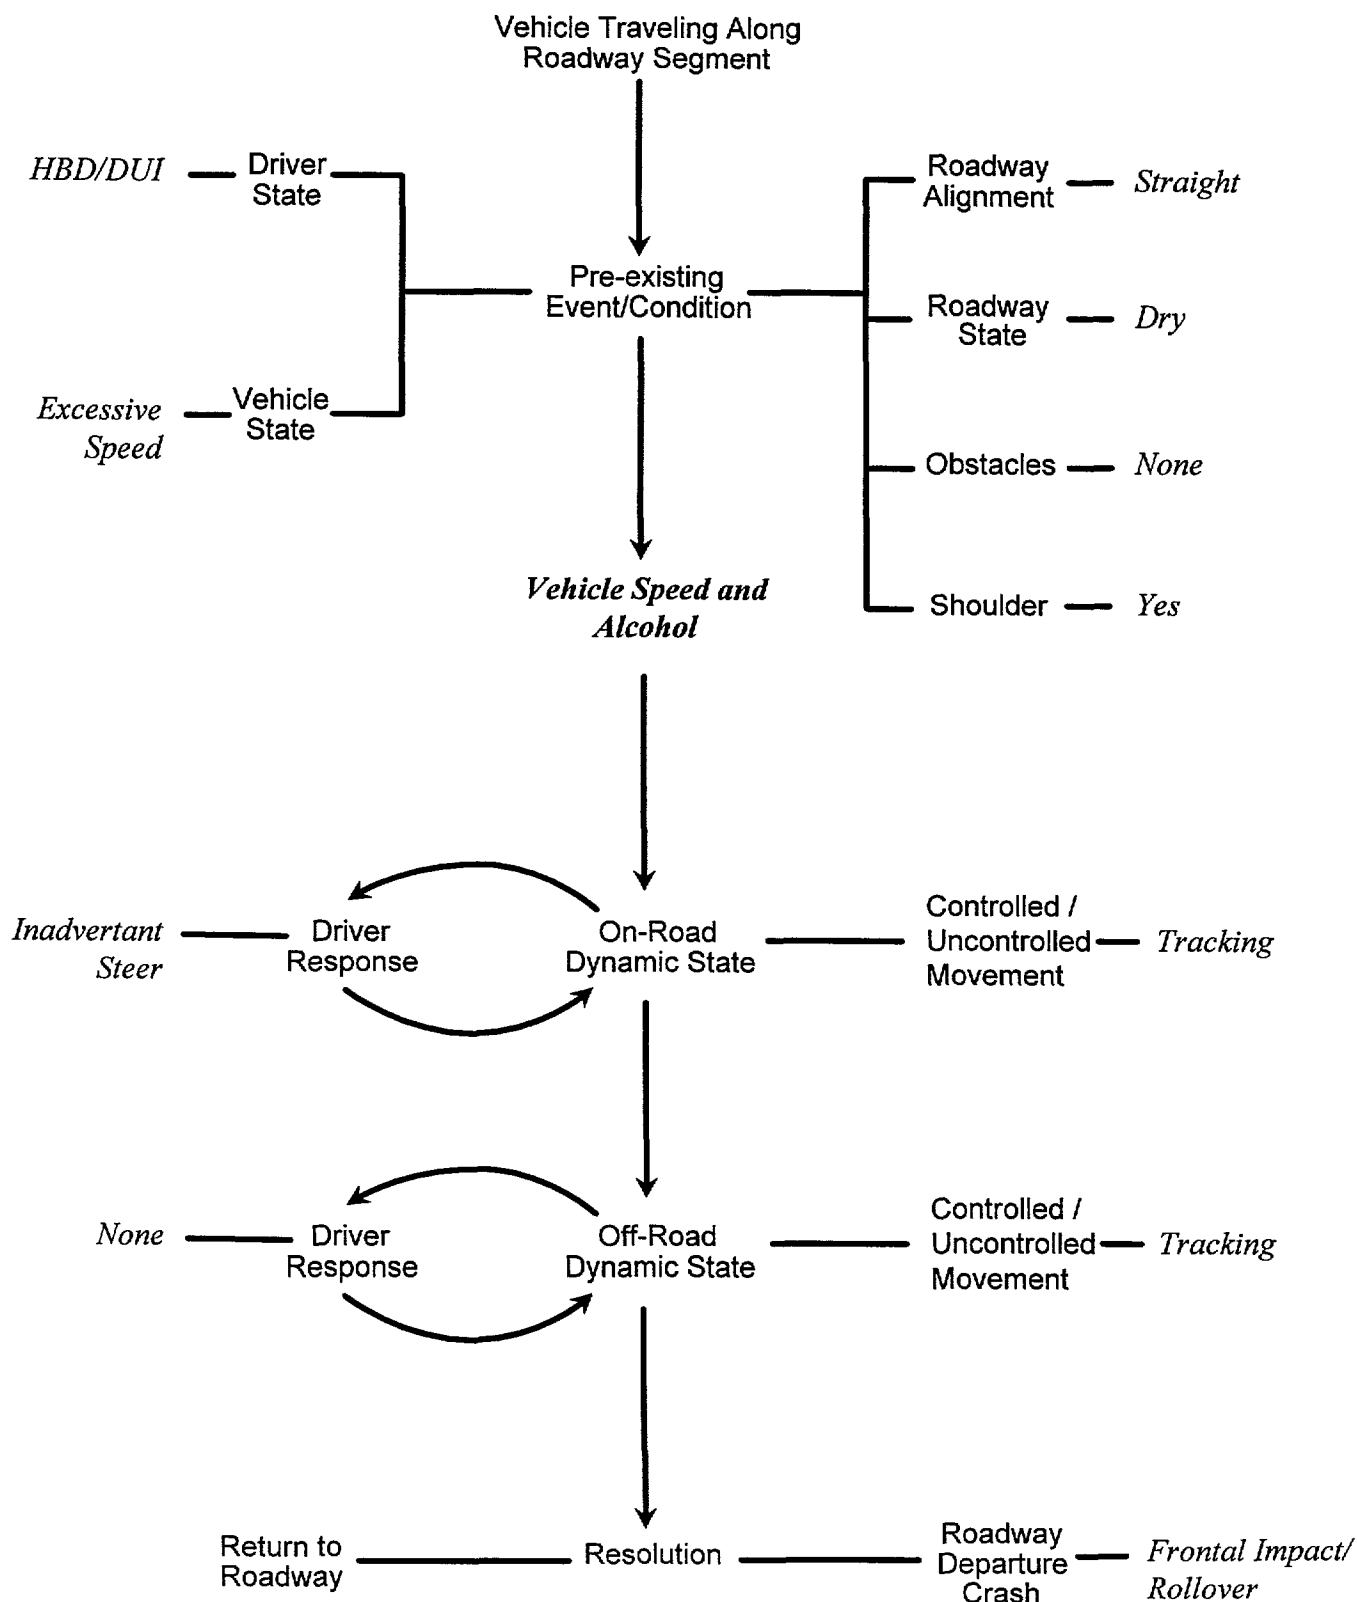 Vehicle Traveling Along
Roadway Segment
HBD/DUI
Driver
State
Roadway
Alignment
Straight
Pre-existing
Event/Condition
Roadway
State
Dry
Excessive
Speed
Vehicle
State
Obstacles
None
Vehicle Speed and
Alcohol
Shoulder
Yes
Inadvertant
Steer
Driver
Response
On-Road
Dynamic State
Controlled /
Uncontrolled
Movement
Tracking
None
Driver
Response
Off-Road
Dynamic State
Controlled /
Uncontrolled
Movement
Tracking
Return to
Roadway
Resolution
Roadway
Departure
Crash
Frontal Impact/
Rollover